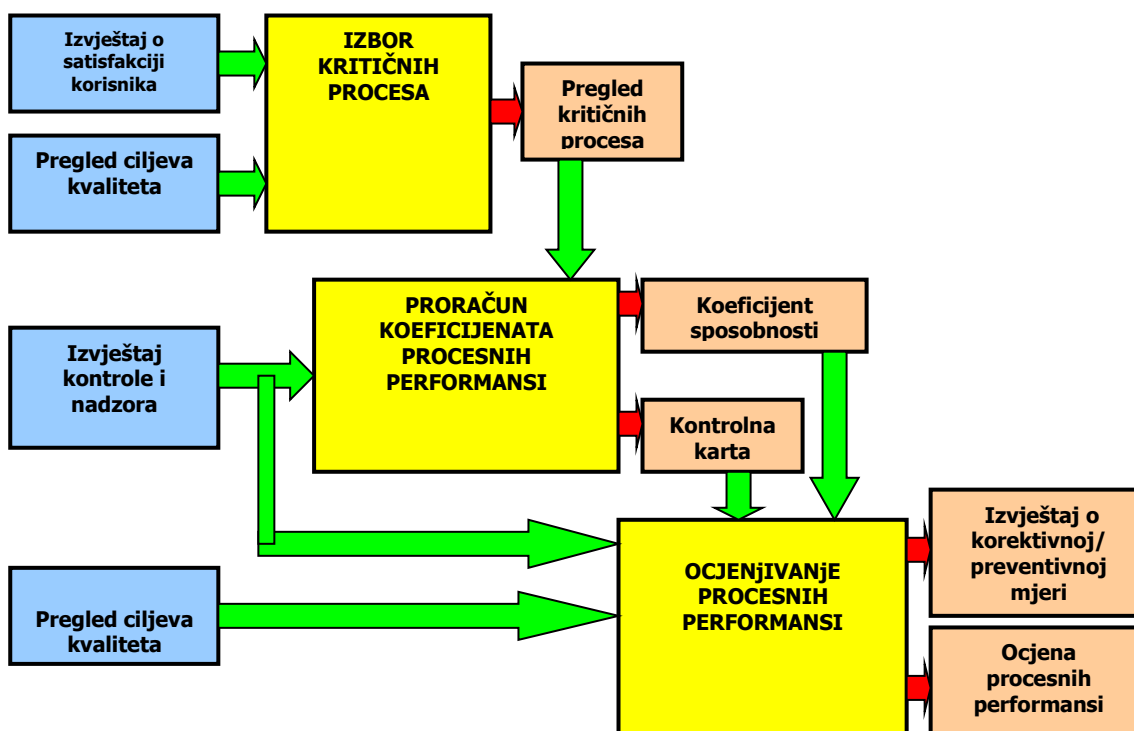 Izvještaj o
satisfakciji
korisnika
IZBOR
KRITIČNIH
PROCESA
Pregled
kritičnih
procesa
Pregled ciljeva
kvaliteta
PRORAČUN
KOEFICIJENATA
PROCESNIH
PERFORMANSI
Koeficijent
sposobnosti
Izvještaj
kontrole i
nadzora
Kontrolna
karta
Izvještaj o
korektivnoj/
preventivnoj
mjeri
OCJENjIVANjE
PROCESNIH
PERFORMANSI
Pregled ciljeva
kvaliteta
Ocjena
procesnih
performansi